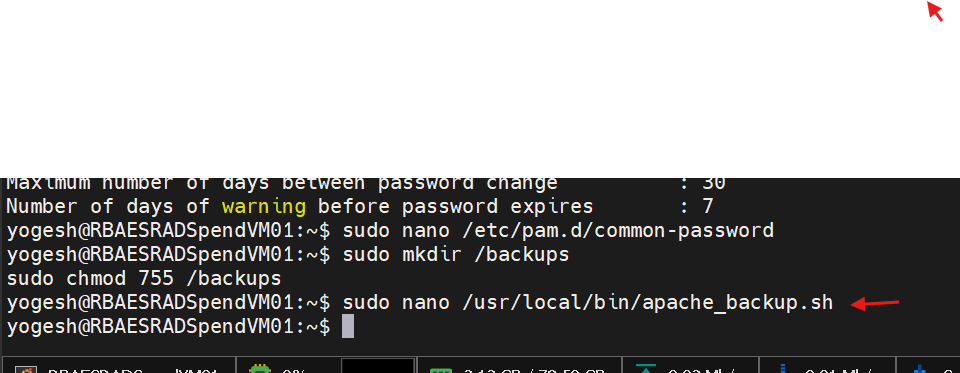 Maximum number of days between password change : 30
Number of days of warning before password expires : 7
yogesh@RBAESRADSpendVM01:~$ sudo nano /etc/pam.d/common-password
yogesh@RBAESRADSpendVM01:~$ sudo mkdir /backups
sudo chmod 755 /backups
yogesh@RBAESRADSpendVM01:~$ sudo nano /usr/local/bin/apache_backup.sh
yogesh@RBAESRADSpendVM01:~$